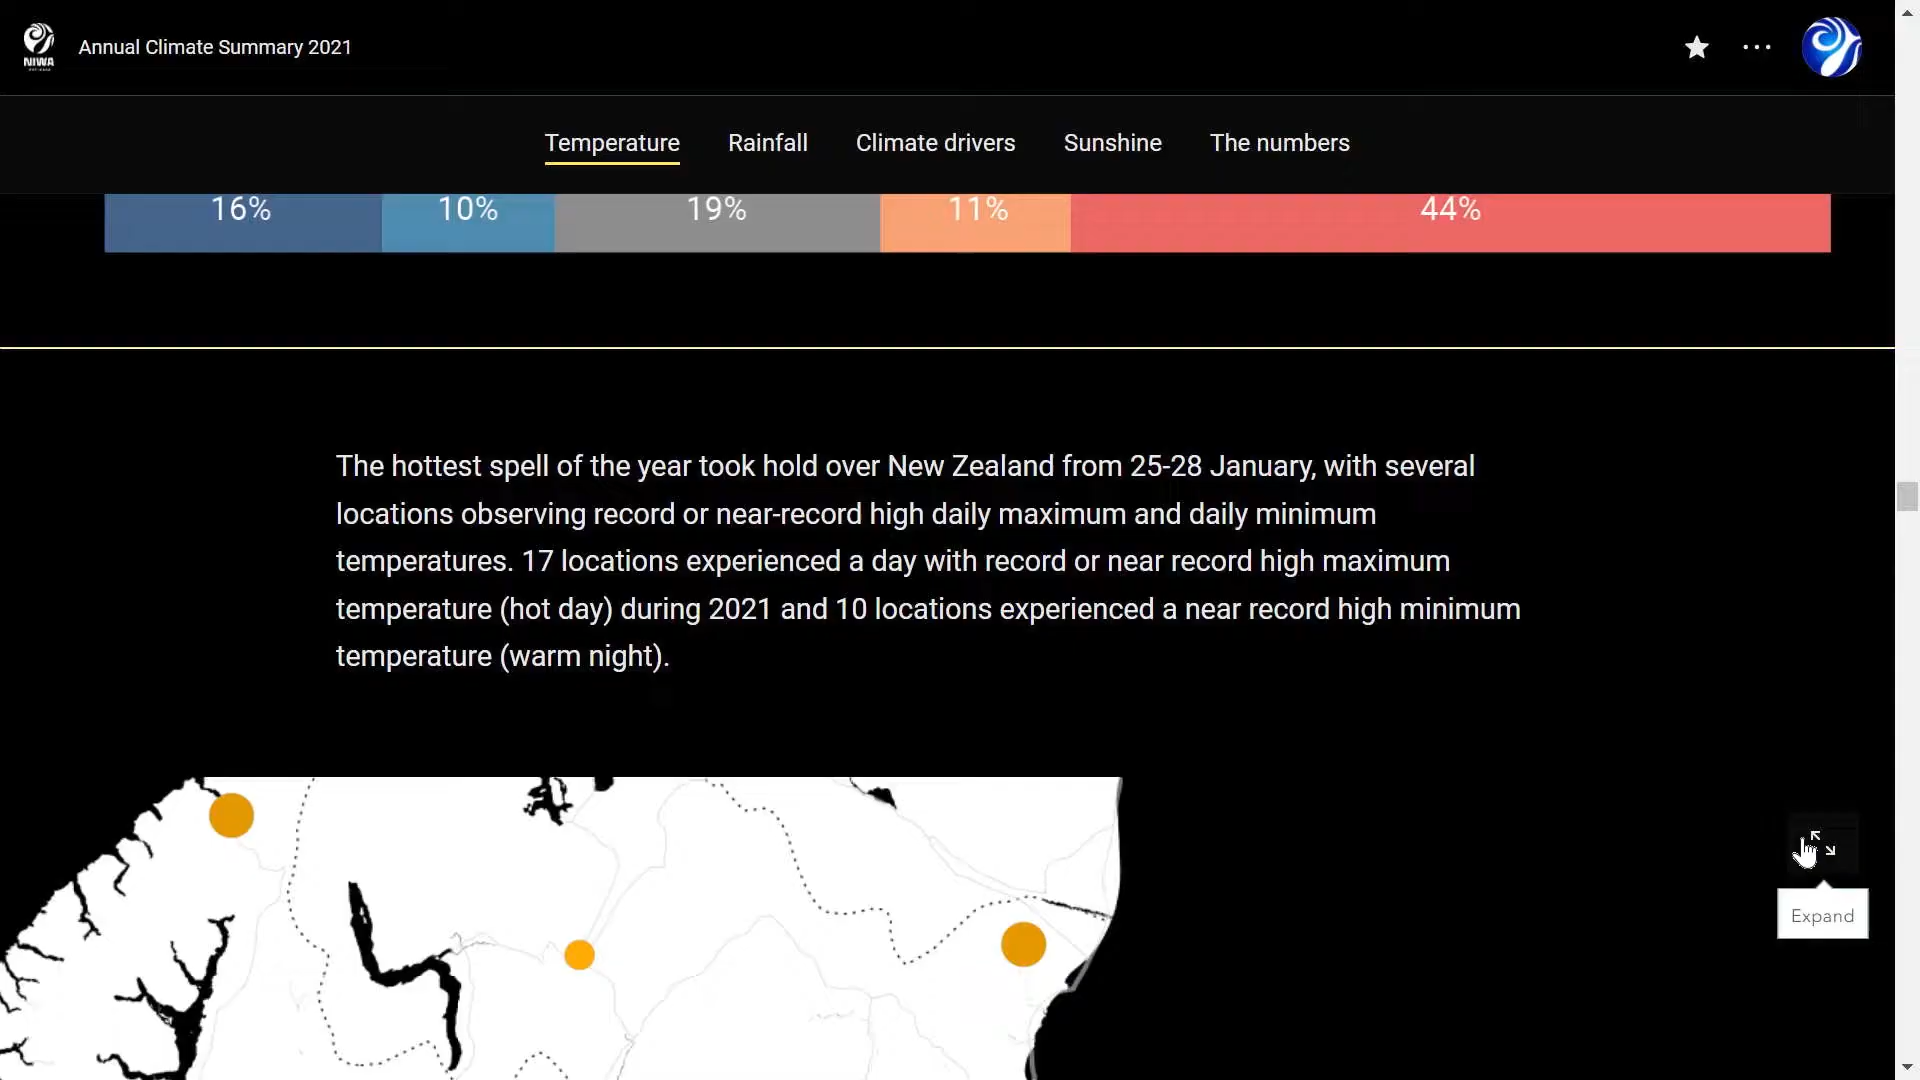 NIWA
Annual Climate Summary 2021
Temperature Rainfall Climate drivers Sunshine The numbers
16% 10% 19% 11% 44%
The hottest spell of the year took hold over New Zealand from 25-28 January, with several
locations observing record or near-record high daily maximum and daily minimum
temperatures. 17 locations experienced a day with record or near record high maximum
temperature (hot day) during 2021 and 10 locations experienced a near record high minimum
temperature (warm night).
Expand